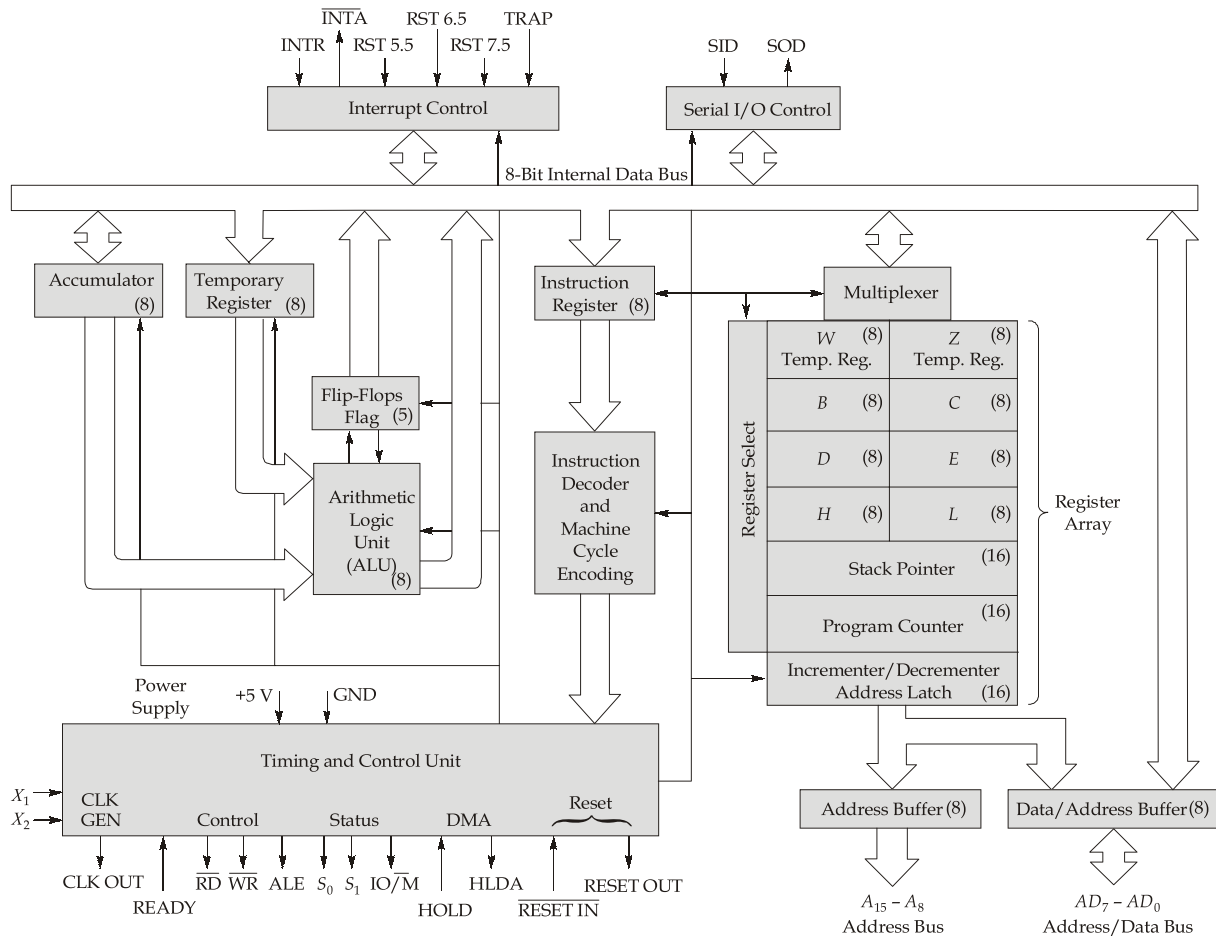 INTA
RST 6.5
TRAP
INTR
RST 5.5
RST 7.5
SID
SOD
Interrupt Control
Serial I/O Control
8-Bit Internal Data Bus
Accumulator
(8)
Temporary
Register (8)
Instruction
Register (8)
Multiplexer
W (8)
Temp. Reg.
Z (8)
Temp. Reg.
Flip-Flops
Flag (5)
B (8)
C (8)
Register Select
D (8)
E (8)
Arithmetic
Logic
Unit
(ALU)
(8)
Instruction
Decoder
and
Machine
Cycle
Encoding
H (8)
L (8)
Register
Array
Stack Pointer (16)
Program Counter (16)
Incrementer/Decrementer
Address Latch (16)
Power
Supply
+5 V
GND
Timing and Control Unit
X1
X2
CLK
GEN
Control
Status
DMA
Reset
Address Buffer (8)
Data/Address Buffer (8)
CLK OUT
READY
RD
WR
ALE
S0
S1
IO/M
HOLD
HLDA
RESET IN
RESET OUT
A15 – A8
Address Bus
AD7 – AD0
Address/Data Bus